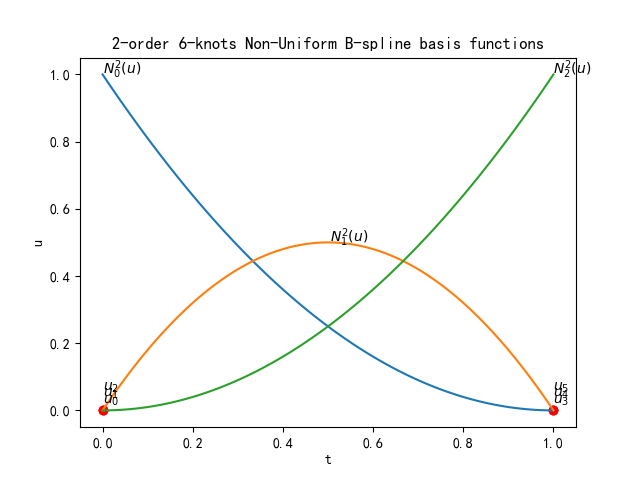 2-order 6-knots Non-Uniform B-spline basis functions
N_0^2(u)
N_2^2(u)
N_1^2(u)
1.0
0.8
0.6
0.4
0.2
0.0
u
u_2
u_1
u_0
u_5
u_4
u_3
0.0 0.2 0.4 0.6 0.8 1.0
t